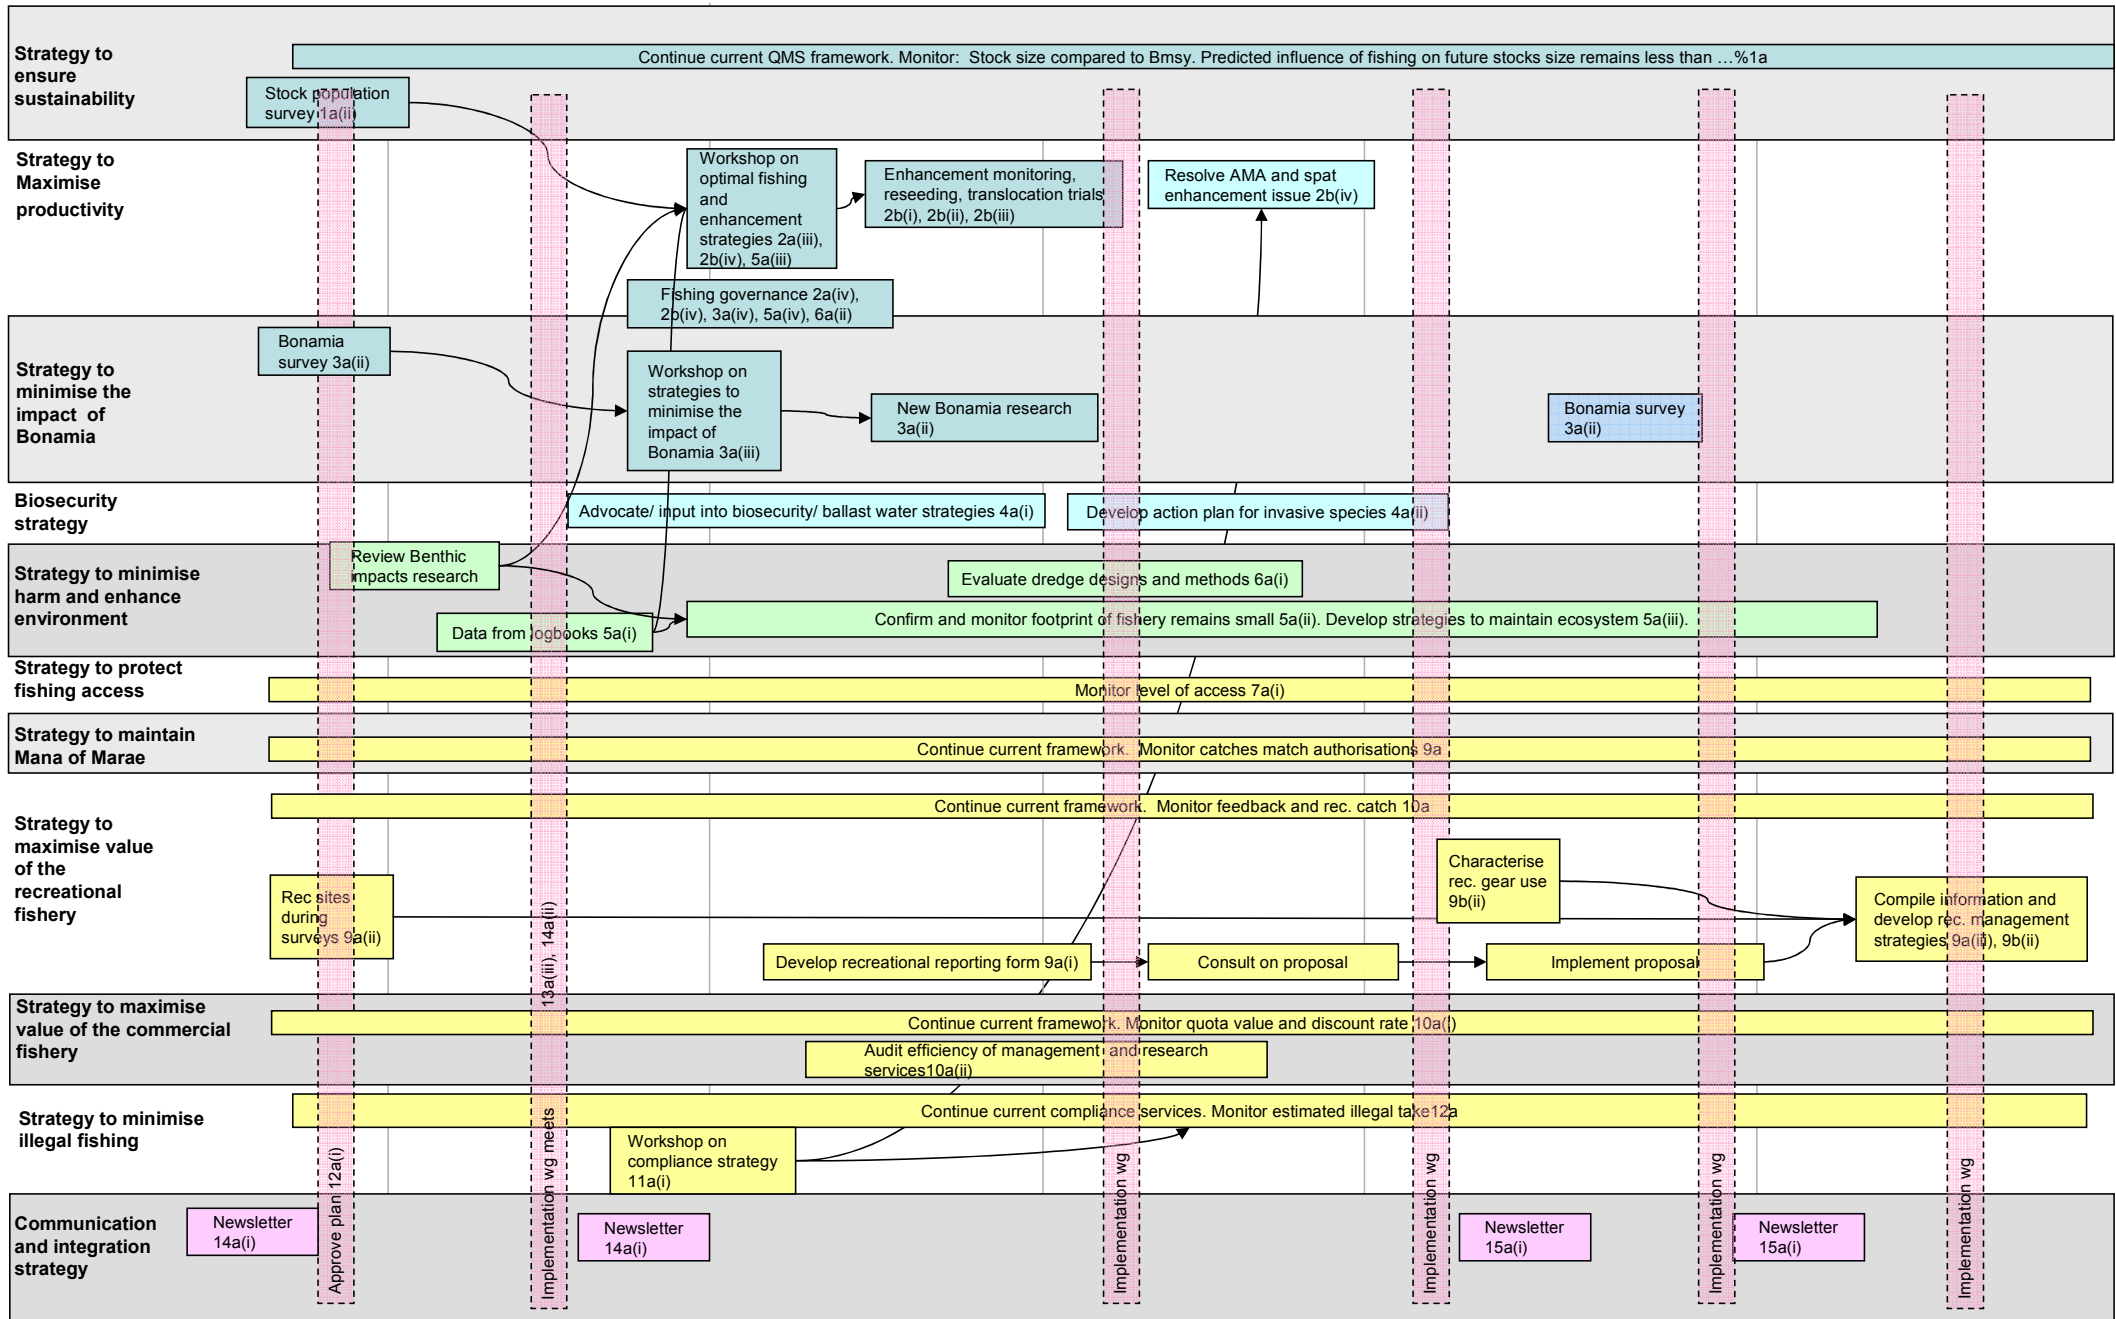 Strategy to
ensure
sustainability
Continue current QMS framework. Monitor:  Stock size compared to Bmsy. Predicted influence of fishing on future stocks size remains less than …%1a
Stock population
survey 1a(ii)
Strategy to
Maximise
productivity
Workshop on
optimal fishing
and
enhancement
strategies 2a(iii),
2b(iv), 5a(iii)
Enhancement monitoring,
reseeding, translocation trials
2b(i), 2b(ii), 2b(iii)
Resolve AMA and spat
enhancement issue 2b(iv)
Fishing governance 2a(iv),
2b(iv), 3a(iv), 5a(iv), 6a(ii)
Strategy to
minimise the
impact  of
Bonamia
Bonamia
survey 3a(ii)
Workshop on
strategies to
minimise the
impact of
Bonamia 3a(iii)
New Bonamia research
3a(ii)
Bonamia survey
3a(ii)
Biosecurity
strategy
Advocate/ input into biosecurity/ ballast water strategies 4a(i)
Develop action plan for invasive species 4a(ii)
Strategy to minimise
harm and enhance
environment
Review Benthic
impacts research
Evaluate dredge designs and methods 6a(i)
Data from logbooks 5a(i)
Confirm and monitor footprint of fishery remains small 5a(ii). Develop strategies to maintain ecosystem 5a(iii).
Strategy to protect
fishing access
Monitor level of access 7a(i)
Strategy to maintain
Mana of Marae
Continue current framework.  Monitor catches match authorisations 9a
Strategy to
maximise value
of the
recreational
fishery
Continue current framework.  Monitor feedback and rec. catch 10a
Rec sites
during
surveys 9a(ii)
Characterise
rec. gear use
9b(ii)
Compile information and
develop rec. management
strategies 9a(iii), 9b(ii)
Develop recreational reporting form 9a(i)
Consult on proposal
Implement proposal
Strategy to maximise
value of the commercial
fishery
Continue current framework. Monitor quota value and discount rate 10a(i)
Audit efficiency of management  and research
services10a(ii)
Strategy to minimise
illegal fishing
Continue current compliance services. Monitor estimated illegal take12a
Workshop on
compliance strategy
11a(i)
Communication
and integration
strategy
Newsletter
14a(i)
Approve plan 12a(i)
Implementation wg meets          13a(iii), 14a(ii)
Newsletter
14a(i)
Implementation wg
Implementation wg
Newsletter
15a(i)
Implementation wg
Newsletter
15a(i)
Implementation wg